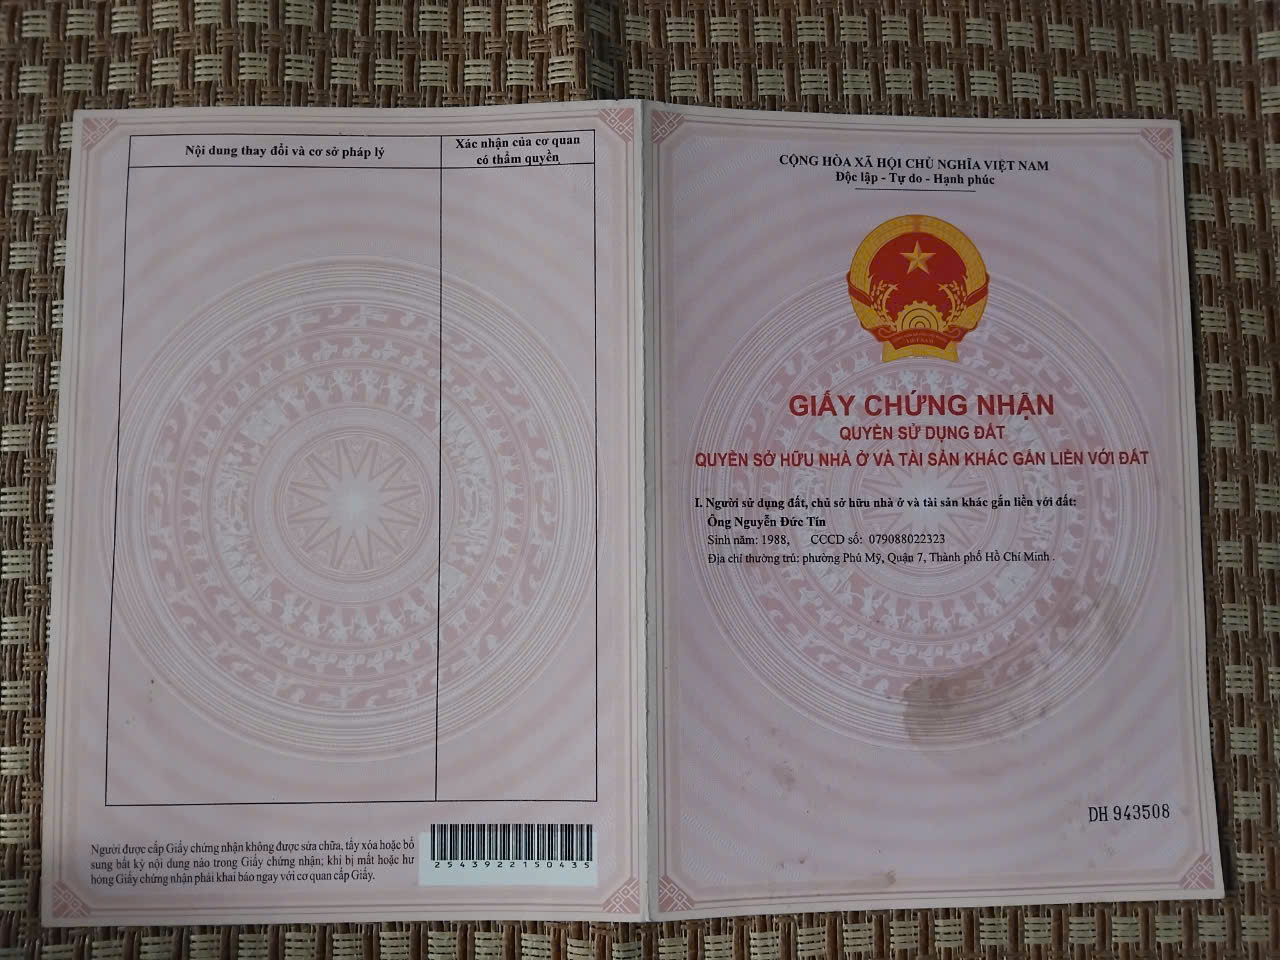 Nội dung thay đổi và cơ sở pháp lý
Xác nhận của cơ quan
có thẩm quyền
Người được cấp Giấy chứng nhận không được sửa chữa, tẩy xóa hoặc bổ
sung bất kỳ nội dung nào trong Giấy chứng nhận; khi bị mất hoặc hư
hỏng Giấy chứng nhận phải khai báo ngay với cơ quan cấp Giấy.
2543922150435
CỘNG HÒA XÃ HỘI CHỦ NGHĨA VIỆT NAM
Độc lập - Tự do - Hạnh phúc
VIỆT NAM
GIẤY CHỨNG NHẬN
QUYỀN SỬ DỤNG ĐẤT
QUYỀN SỞ HỮU NHÀ Ở VÀ TÀI SẢN KHÁC GẮN LIỀN VỚI ĐẤT
I. Người sử dụng đất, chủ sở hữu nhà ở và tài sản khác gắn liền với đất:
Ông Nguyễn Đức Tín
Sinh năm: 1988, CCCD số: 079088022323
Địa chỉ thường trú: phường Phú Mỹ, Quận 7, Thành phố Hồ Chí Minh .
DH 943508